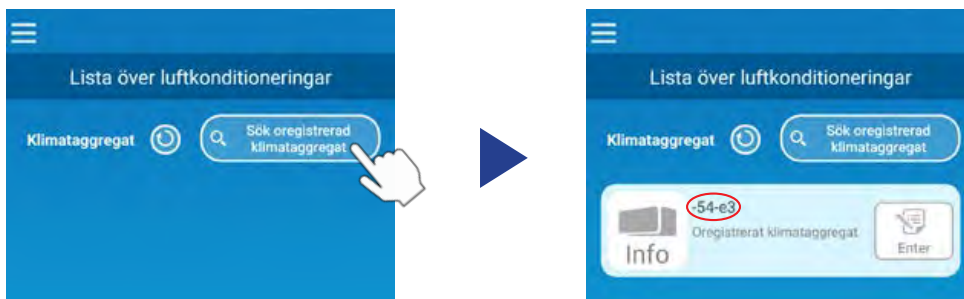 Lista över luftkonditioneringar
Klimataggregat
Sök oregistrerad
klimataggregat
Lista över luftkonditioneringar
Klimataggregat
Sök oregistrerad
klimataggregat
-54-e3
Oregistrerat klimataggregat
Info
Enter